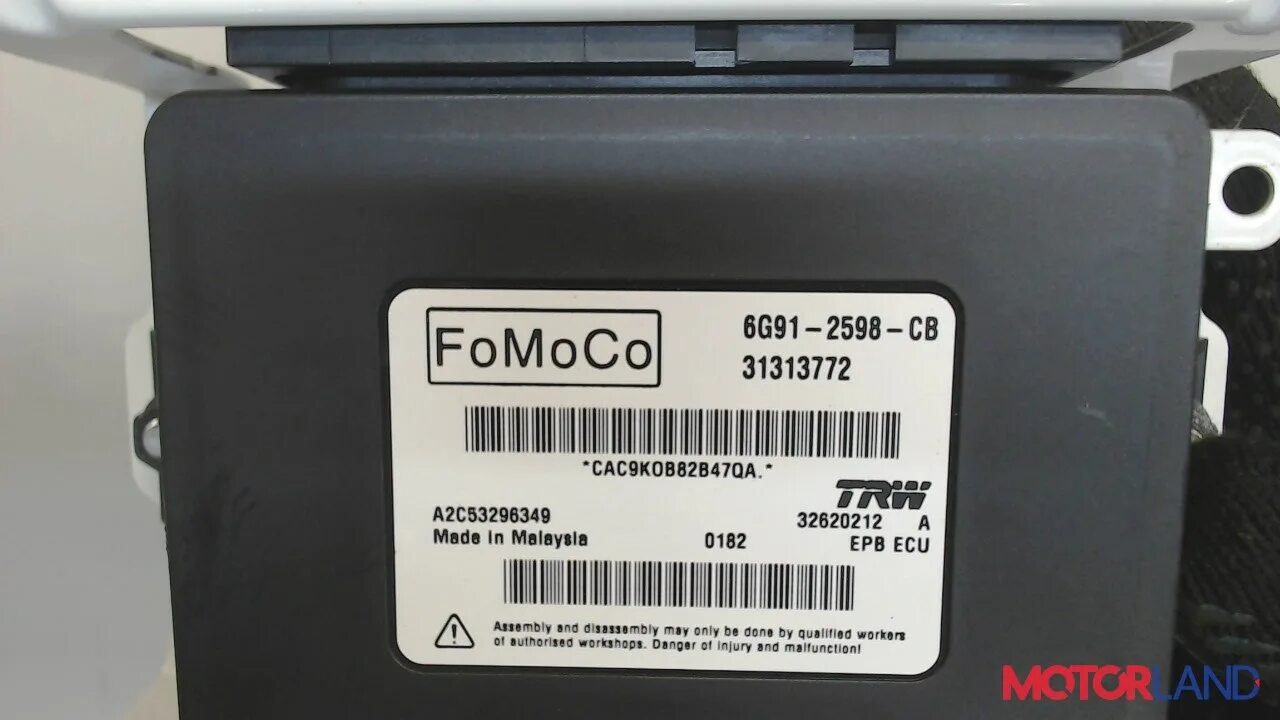 FoMoCo
6G91-2598-CB
31313772
*CAC9KOB82B47QA.*
TRW
A2C53296349
32620212 A
Made in Malaysia
0182
EPB ECU
Assembly and disassembly may only be done by qualified workers
of authorised workshops. Danger of injury and malfunction!
MOTORLAND